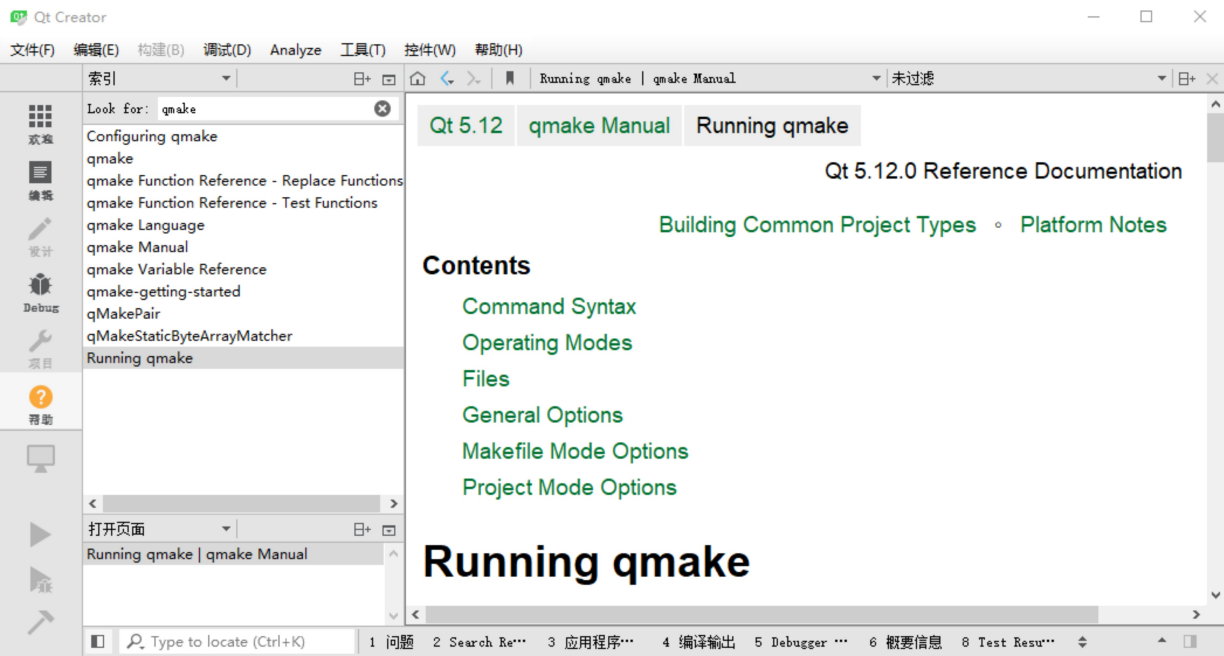 Qt Creator
文件(F) 编辑(E) 构建(B) 调试(D) Analyze 工具(T) 控件(W) 帮助(H)
索引
Running qmake | qmake Manual
未过滤
欢迎
编辑
设计
Debug
项目
帮助
Look for: qmake
Configuring qmake
qmake
qmake Function Reference - Replace Functions
qmake Function Reference - Test Functions
qmake Language
qmake Manual
qmake Variable Reference
qmake-getting-started
qMakePair
qMakeStaticByteArrayMatcher
Running qmake
打开页面
Running qmake | qmake Manual
Qt 5.12 qmake Manual Running qmake
Qt 5.12.0 Reference Documentation
Building Common Project Types ° Platform Notes
Contents
Command Syntax
Operating Modes
Files
General Options
Makefile Mode Options
Project Mode Options
Running qmake
Type to locate (Ctrl+K) 1 问题 2 Search Re… 3 应用程序… 4 编译输出 5 Debugger … 6 概要信息 8 Test Resu…